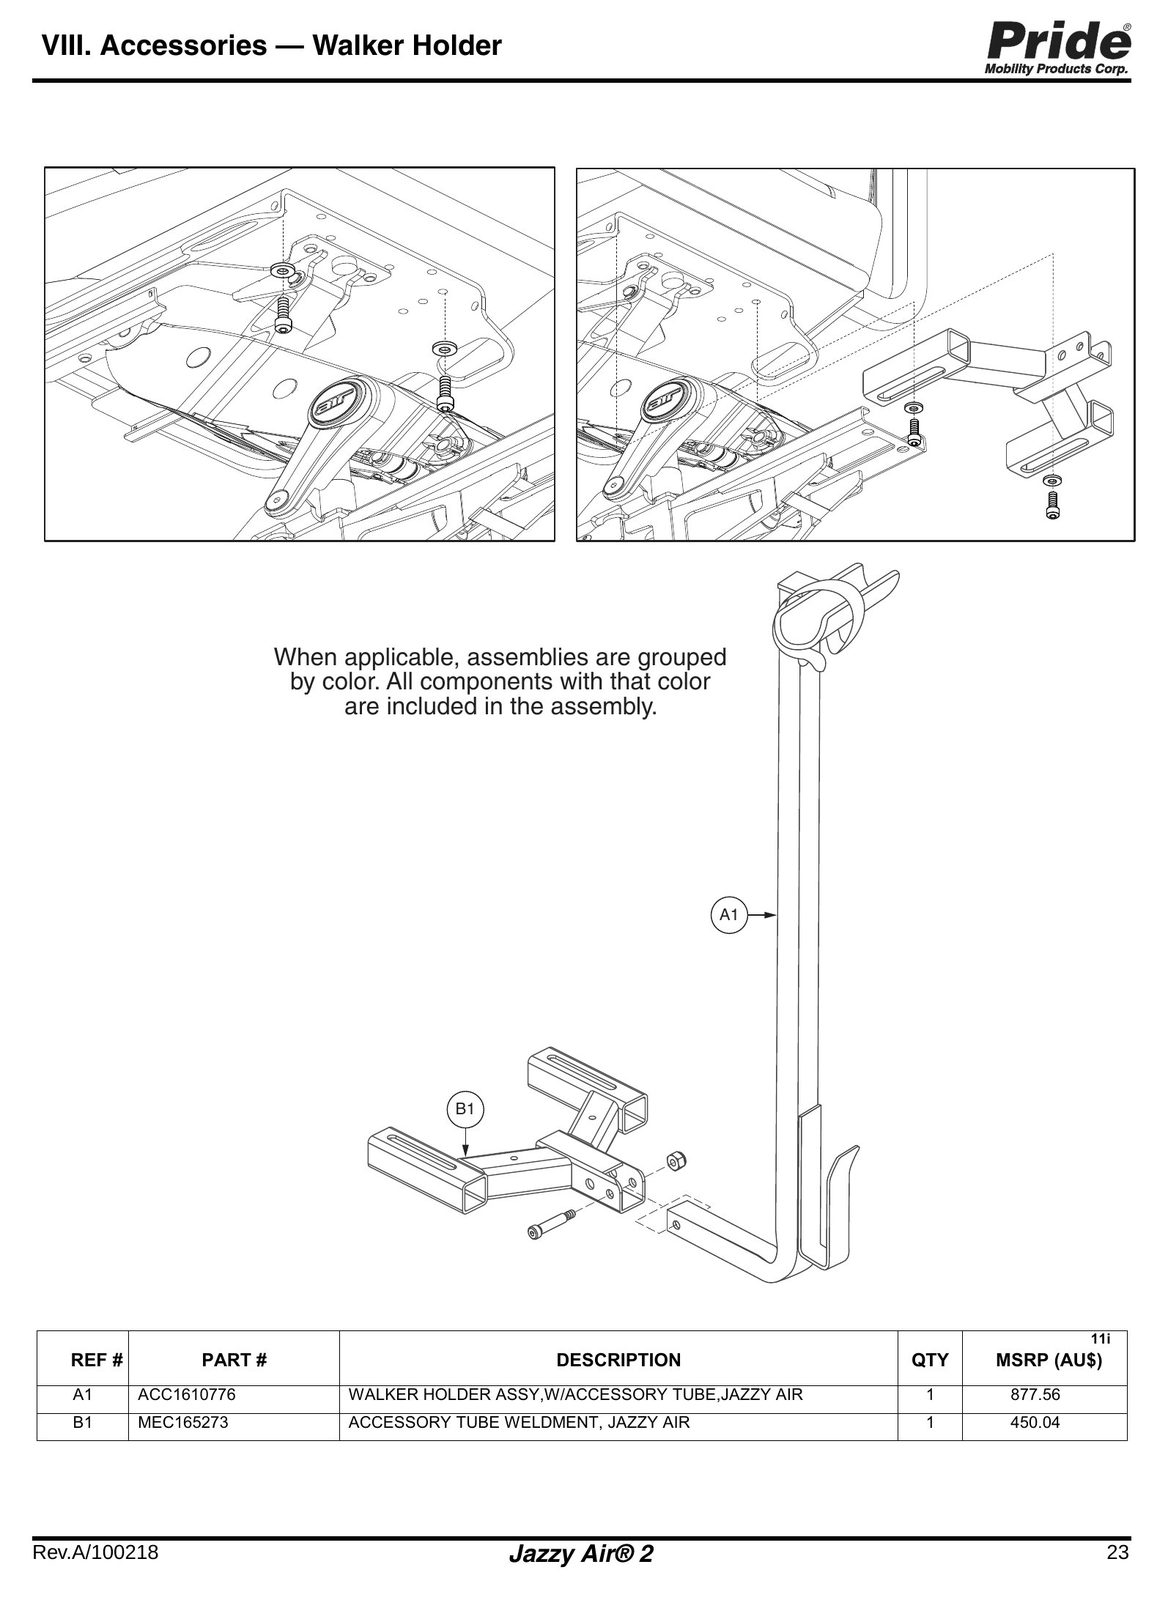 VIII. Accessories — Walker Holder
Pride®
Mobility Products Corp.
air
air
When applicable, assemblies are grouped
by color. All components with that color
are included in the assembly.
A1
B1
11i
REF # PART # DESCRIPTION QTY MSRP (AU$)
A1 ACC1610776 WALKER HOLDER ASSY,W/ACCESSORY TUBE,JAZZY AIR 1 877.56
B1 MEC165273 ACCESSORY TUBE WELDMENT, JAZZY AIR 1 450.04
Rev.A/100218 Jazzy Air® 2 23